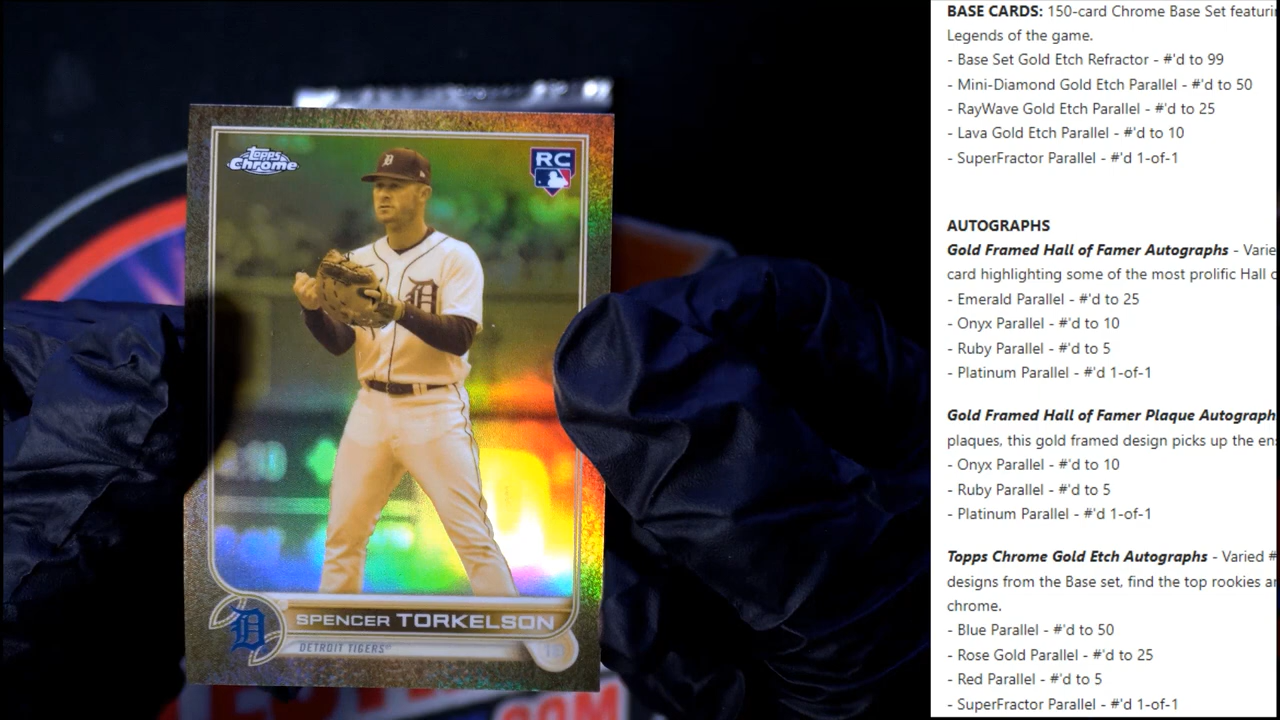 Topps
Chrome
RC
D
D
SPENCER TORKELSON
DETROIT TIGERS
1B
.COM
BASE CARDS: 150-card Chrome Base Set featuri
Legends of the game.
- Base Set Gold Etch Refractor - #'d to 99
- Mini-Diamond Gold Etch Parallel - #'d to 50
- RayWave Gold Etch Parallel - #'d to 25
- Lava Gold Etch Parallel - #'d to 10
- SuperFractor Parallel - #'d 1-of-1
AUTOGRAPHS
Gold Framed Hall of Famer Autographs - Varie
card highlighting some of the most prolific Hall o
- Emerald Parallel - #'d to 25
- Onyx Parallel - #'d to 10
- Ruby Parallel - #'d to 5
- Platinum Parallel - #'d 1-of-1
Gold Framed Hall of Famer Plaque Autograph
plaques, this gold framed design picks up the en
- Onyx Parallel - #'d to 10
- Ruby Parallel - #'d to 5
- Platinum Parallel - #'d 1-of-1
Topps Chrome Gold Etch Autographs - Varied #
designs from the Base set, find the top rookies a
chrome.
- Blue Parallel - #'d to 50
- Rose Gold Parallel - #'d to 25
- Red Parallel - #'d to 5
- SuperFractor Parallel - #'d 1-of-1